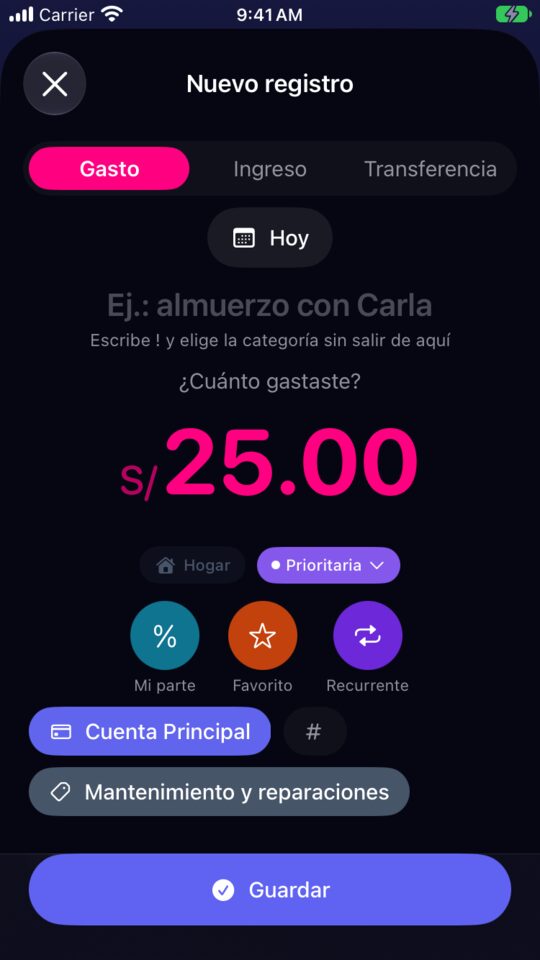 Carrier 9:41 AM
Nuevo registro
Gasto Ingreso Transferencia
Hoy
Ej.: almuerzo con Carla
Escribe ! y elige la categoría sin salir de aquí
¿Cuánto gastaste?
S/25.00
Hogar Prioritaria
%
Mi parte Favorito Recurrente
Cuenta Principal #
Mantenimiento y reparaciones
Guardar